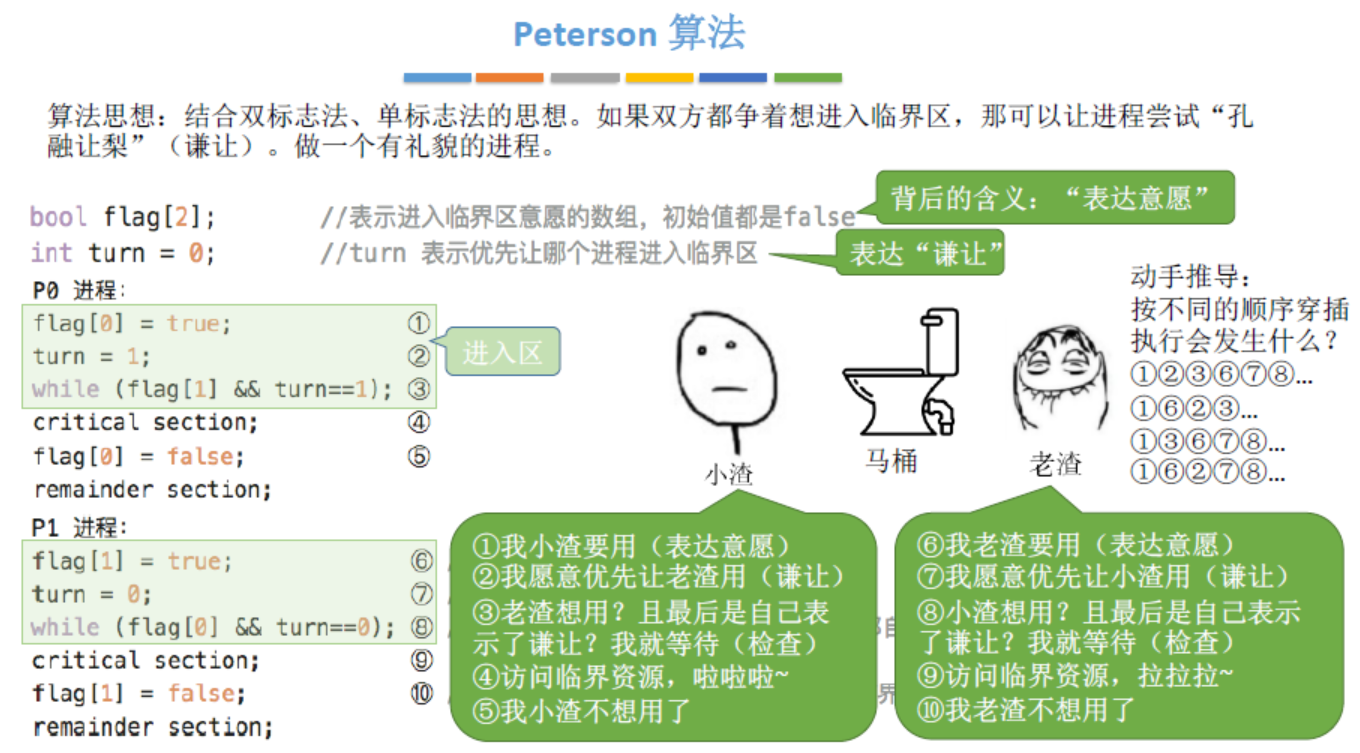 Peterson 算法
算法思想：结合双标志法、单标志法的思想。如果双方都争着想进入临界区，那可以让进程尝试“孔
融让梨”（谦让）。做一个有礼貌的进程。
背后的含义：“表达意愿”
bool flag[2]; //表示进入临界区意愿的数组，初始值都是false
int turn = 0; //turn 表示优先让哪个进程进入临界区
表达“谦让”
P0 进程:
flag[0] = true; ①
turn = 1; ②
while (flag[1] && turn==1); ③
critical section; ④
flag[0] = false; ⑤
remainder section;
进入区
P1 进程:
flag[1] = true; ⑥
turn = 0; ⑦
while (flag[0] && turn==0); ⑧
critical section; ⑨
flag[1] = false; ⑩
remainder section;
小渣
马桶
老渣
动手推导：
按不同的顺序穿插
执行会发生什么？
①②③⑥⑦⑧...
①⑥②③...
①③⑥⑦⑧...
①⑥②⑦⑧...
①我小渣要用（表达意愿）
②我愿意优先让老渣用（谦让）
③老渣想用？且最后是自己表
示了谦让？我就等待（检查）
④访问临界资源，啦啦啦~
⑤我小渣不想用了
⑥我老渣要用（表达意愿）
⑦我愿意优先让小渣用（谦让）
⑧小渣想用？且最后是自己表示
了谦让？我就等待（检查）
⑨访问临界资源，拉拉拉~
⑩我老渣不想用了